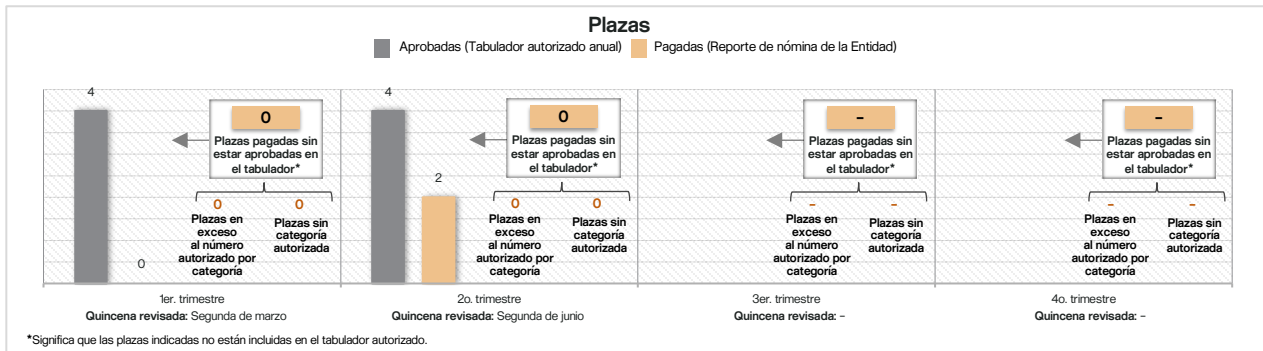 Plazas
Aprobadas (Tabulador autorizado anual) Pagadas (Reporte de nómina de la Entidad)
4
0
0
Plazas pagadas sin
estar aprobadas en
el tabulador*
0
Plazas en
exceso
al número
autorizado por
categoría
0
Plazas sin
categoría
autorizada
1er. trimestre
Quincena revisada: Segunda de marzo
4
2
0
Plazas pagadas sin
estar aprobadas en
el tabulador*
0
Plazas en
exceso
al número
autorizado por
categoría
0
Plazas sin
categoría
autorizada
2o. trimestre
Quincena revisada: Segunda de junio
-
Plazas pagadas sin
estar aprobadas en
el tabulador*
-
Plazas en
exceso
al número
autorizado por
categoría
-
Plazas sin
categoría
autorizada
3er. trimestre
Quincena revisada: -
-
Plazas pagadas sin
estar aprobadas en
el tabulador*
-
Plazas en
exceso
al número
autorizado por
categoría
-
Plazas sin
categoría
autorizada
4o. trimestre
Quincena revisada: -
*Significa que las plazas indicadas no están incluidas en el tabulador autorizado.